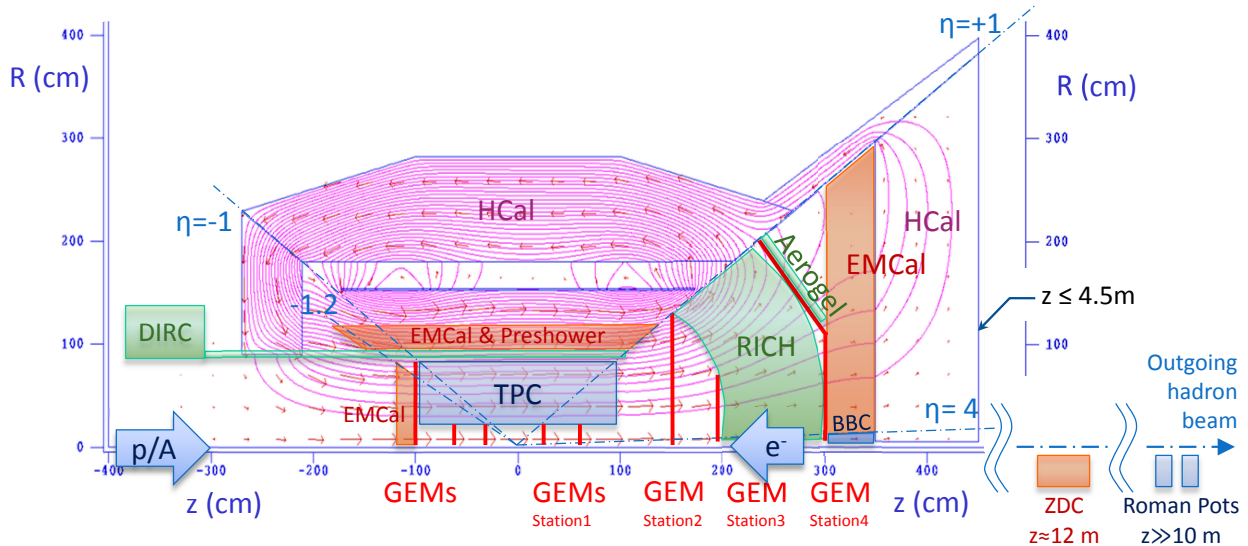 η=+1
400
400
R (cm)
R (cm)
300
300
η=-1
HCal
HCal
200
200
Aerogel
EMCal
-1.2
z ≤ 4.5m
DIRC
EMCal & Preshower
100
RICH
100
TPC
Outgoing
hadron
beam
EMCal
η= 4
BBC
0
p/A
e-
-400
-300
-200
-100
0
100
200
300
400
z (cm)
GEMs
GEMs
Station1
GEM
Station2
GEM
Station3
GEM
Station4
z (cm)
ZDC
z≈12 m
Roman Pots
z≫10 m